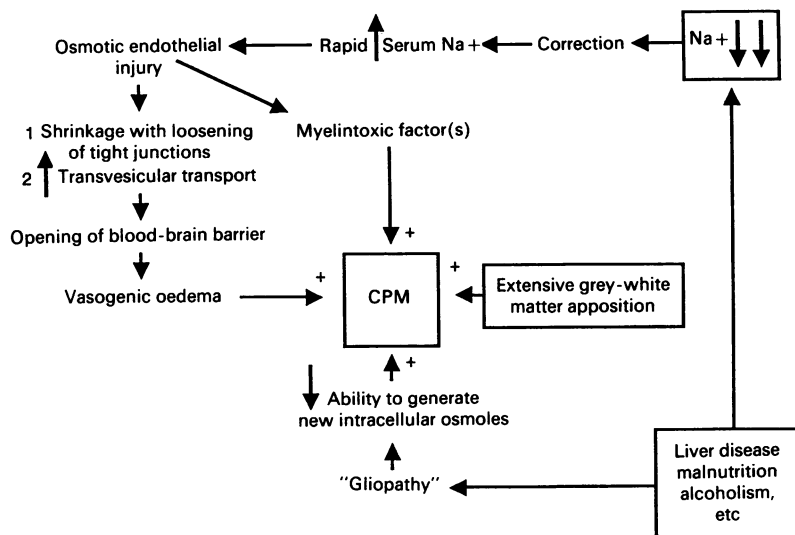 Osmotic endothelial
injury
Rapid ↑ Serum Na+
Correction
Na+ ↓ ↓
1 Shrinkage with loosening
of tight junctions
2 ↑ Transvesicular transport
Myelintoxic factor(s)
Opening of blood-brain barrier
Vasogenic oedema
+
+
+
CPM
Extensive grey-white
matter apposition
+
↓ Ability to generate
new intracellular osmoles
"Gliopathy"
Liver disease
malnutrition
alcoholism,
etc